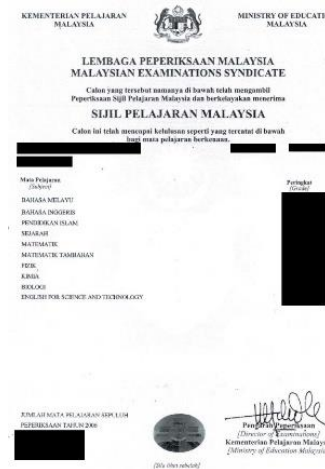 KEMENTERIAN PELAJARAN
MALAYSIA
MINISTRY OF EDUCATI
MALAYSIA
LEMBAGA PEPERIKSAAN MALAYSIA
MALAYSIAN EXAMINATIONS SYNDICATE
Calon yang tersebut namanya di bawah telah mengambil
Peperiksaan Sijil Pelajaran Malaysia dan berkelayakan menerima
SIJIL PELAJARAN MALAYSIA
Calon ini telah mencapai kelulusan seperti yang tercatat di bawah
bagi mata pelajaran berkenaan.
Mata Pelajaran
[Subject]
Peringkat
[Grade]
BAHASA MELAYU
BAHASA INGGERIS
PENDIDIKAN ISLAM
SEJARAH
MATEMATIK
MATEMATIK TAMBAHAN
FIZIK
KIMIA
BIOLOGI
ENGLISH FOR SCIENCE AND TECHNOLOGY
JUMLAH MATA PELAJARAN SEPULUH
PEPERIKSAAN TAHUN 2006
Pengarah Peperiksaan
[Director of Examinations]
Kementerian Pelajaran Malays
[Ministry of Education Malaysia
[Sila lihat sebelah]